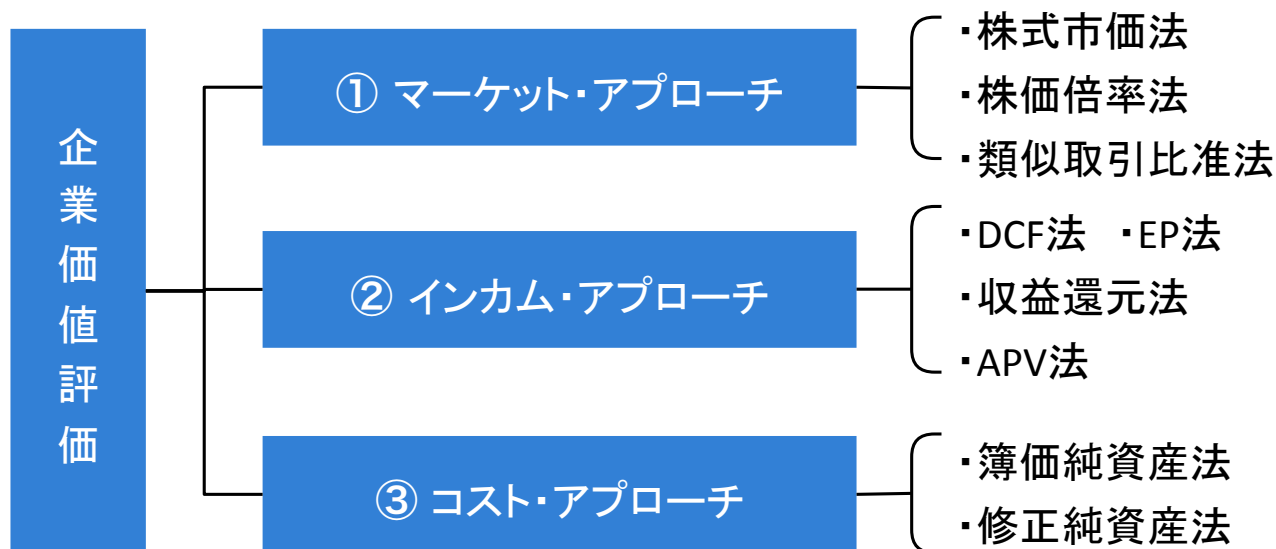 企業価値評価
① マーケット・アプローチ
・株式市価法
・株価倍率法
・類似取引比准法
② インカム・アプローチ
・DCF法 ・EP法
・収益還元法
・APV法
③ コスト・アプローチ
・簿価純資産法
・修正純資産法